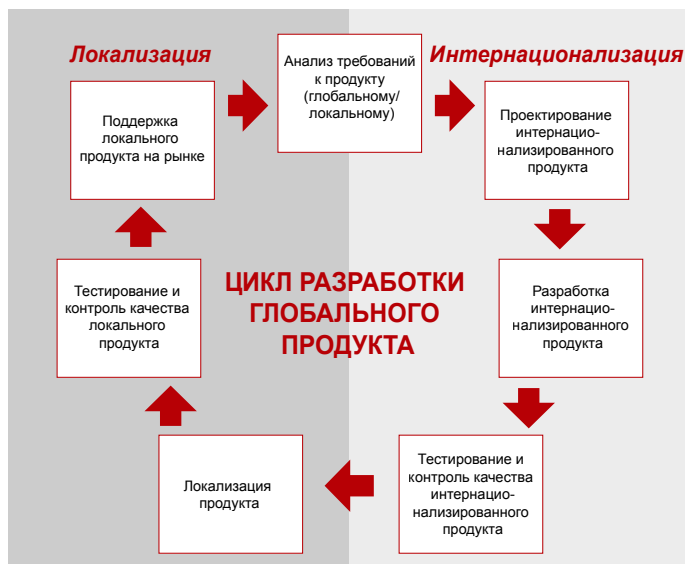 Локализация
Интернационализация
Анализ требований
к продукту
(глобальному/
локальному)
Проектирование
интернацио-
нализированного
продукта
Разработка
интернацио-
нализированного
продукта
Тестирование и
контроль качества
интернацио-
нализированного
продукта
Локализация
продукта
Тестирование и
контроль качества
локального
продукта
Поддержка
локального
продукта на рынке
ЦИКЛ РАЗРАБОТКИ
ГЛОБАЛЬНОГО
ПРОДУКТА